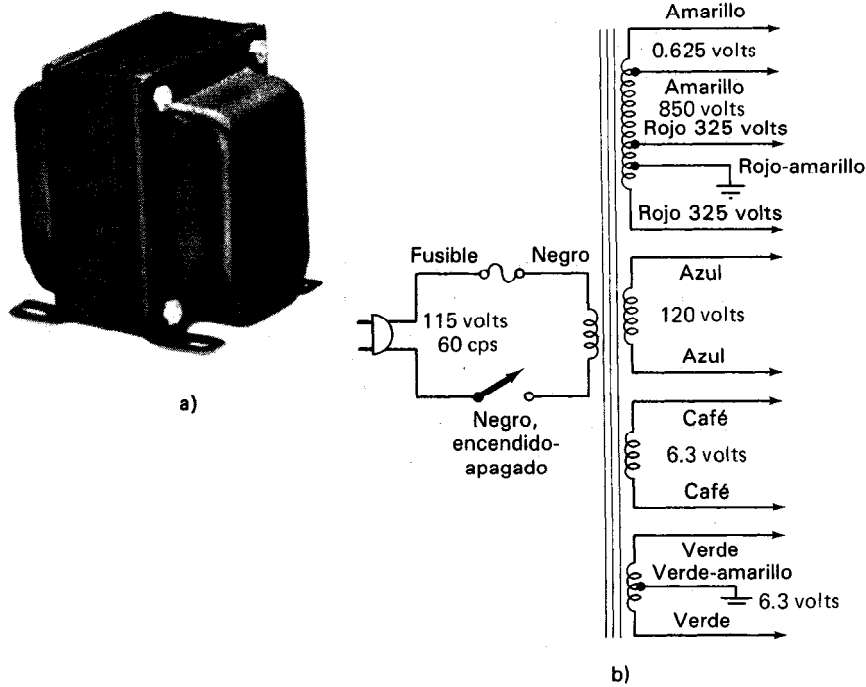 Amarillo
0.625 volts
Amarillo
850 volts
Rojo 325 volts
Rojo-amarillo
Rojo 325 volts
Fusible
Negro
115 volts
60 cps
Negro,
encendido-
apagado
Azul
120 volts
Azul
Café
6.3 volts
Café
Verde
Verde-amarillo
6.3 volts
Verde
a)
b)